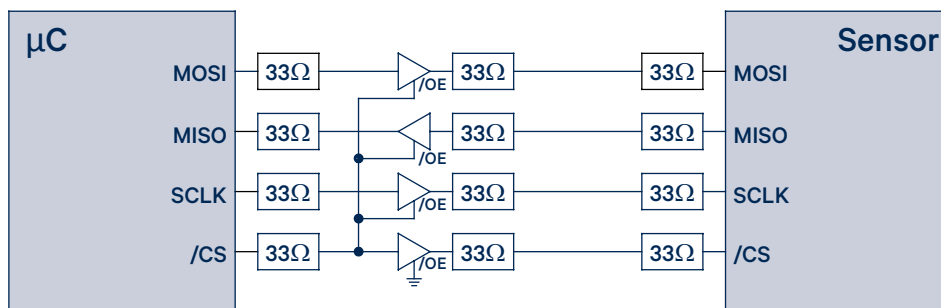 μC
Sensor
MOSI 33Ω /OE 33Ω 33Ω MOSI
MISO 33Ω /OE 33Ω 33Ω MISO
SCLK 33Ω /OE 33Ω 33Ω SCLK
/CS 33Ω /OE 33Ω 33Ω /CS